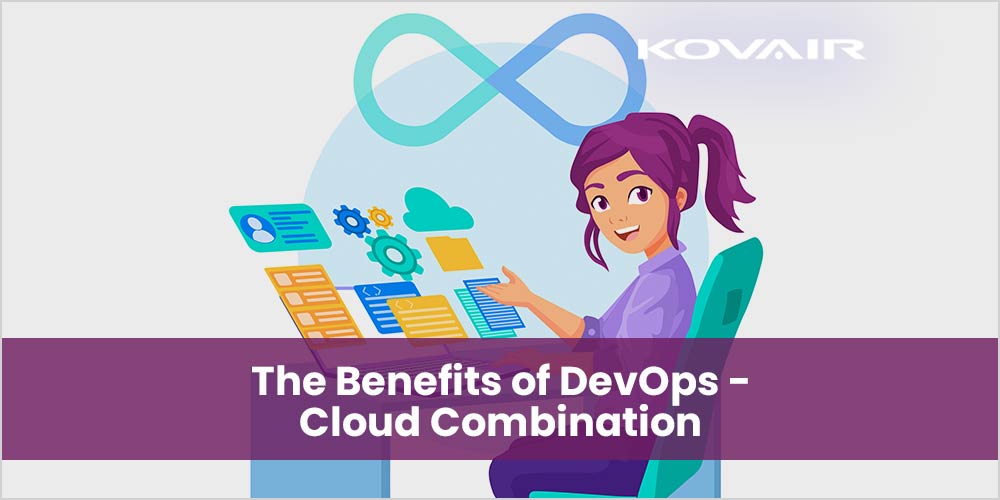 KOVAIR
The Benefits of DevOps -
Cloud Combination